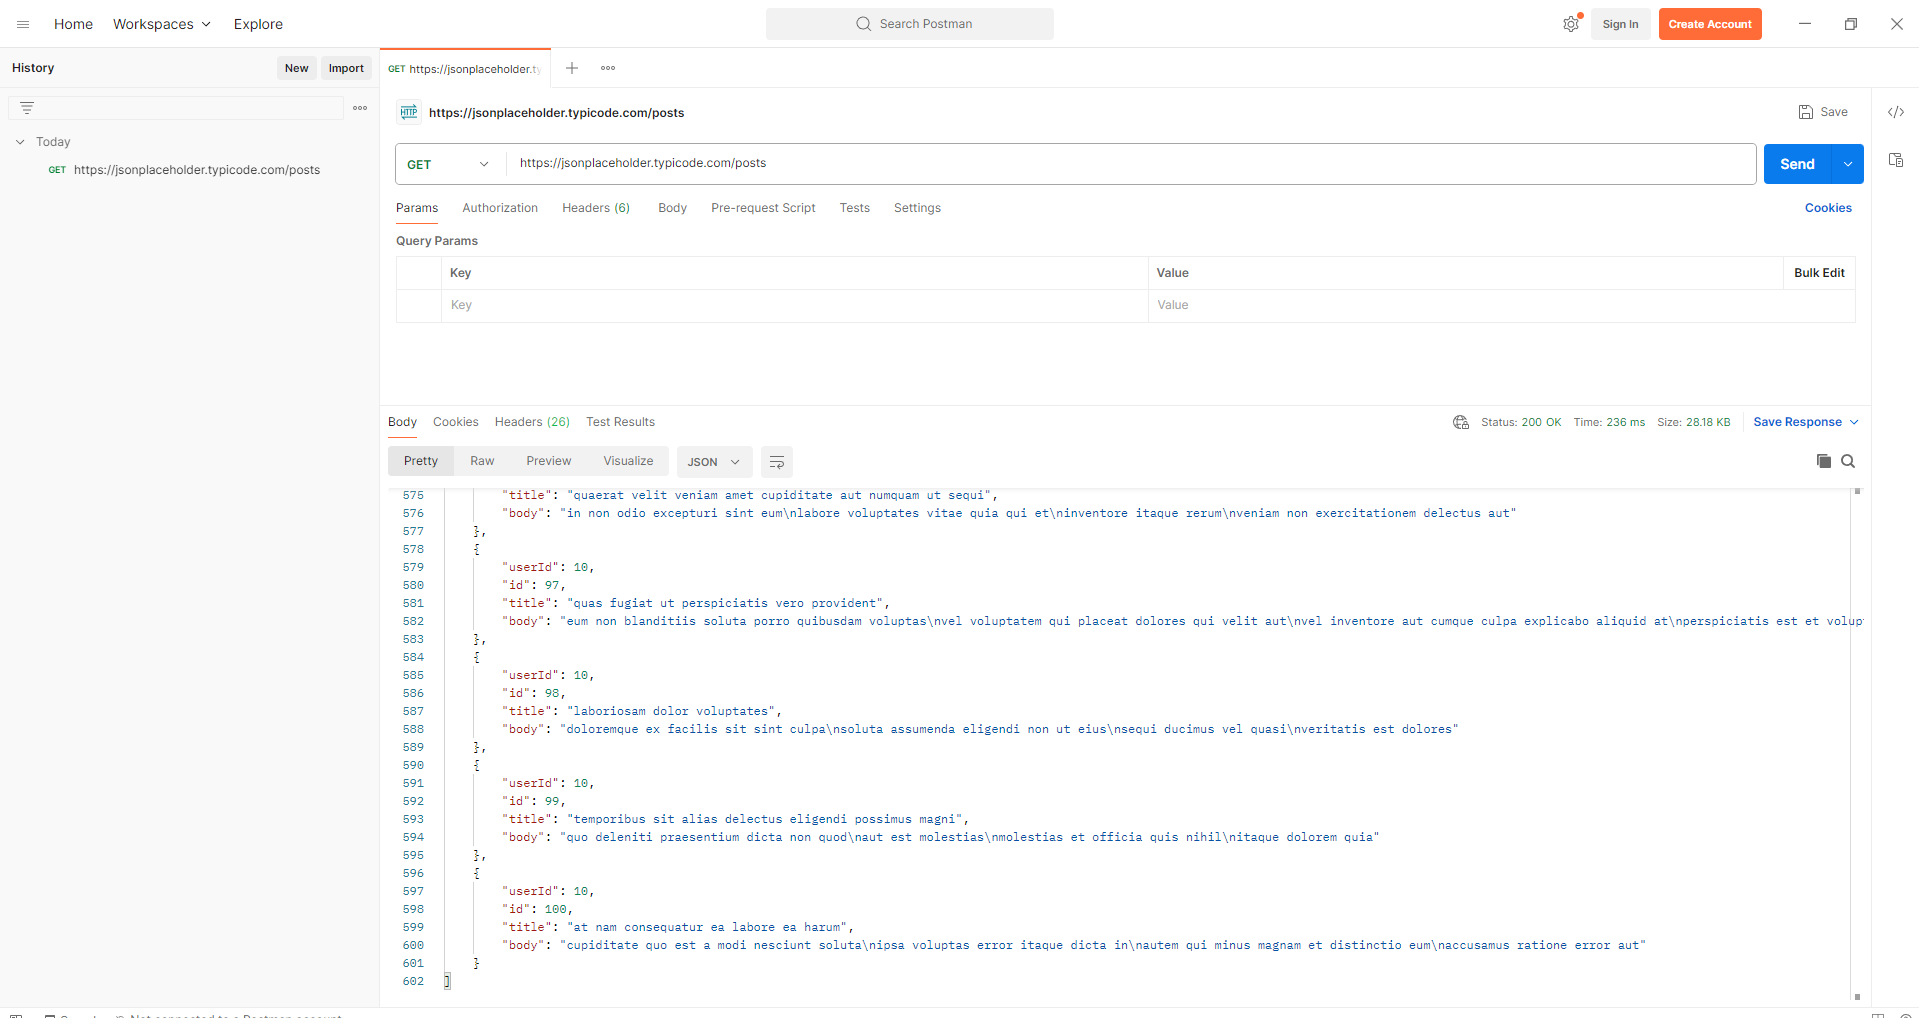 Home Workspaces Explore Search Postman Sign In Create Account
History New Import
GET https://jsonplaceholder.ty
https://jsonplaceholder.typicode.com/posts Save
Today
GET https://jsonplaceholder.typicode.com/posts
GET https://jsonplaceholder.typicode.com/posts Send
Params Authorization Headers (6) Body Pre-request Script Tests Settings Cookies
Query Params
Key Value Bulk Edit
Key Value
Body Cookies Headers (26) Test Results Status: 200 OK Time: 236 ms Size: 28.18 KB Save Response
Pretty Raw Preview Visualize JSON
575 "title": "quaerat velit veniam amet cupiditate aut numquam ut sequi",
576 "body": "in non odio excepturi sint eum\nlabore voluptates vitae quia qui et\ninventore itaque rerum\nveniam non exercitationem delectus aut"
577 },
578 {
579 "userId": 10,
580 "id": 97,
581 "title": "quas fugiat ut perspiciatis vero provident",
582 "body": "eum non blanditiis soluta porro quibusdam voluptas\nvel voluptatem qui placeat dolores qui velit aut\nvel inventore aut cumque culpa explicabo aliquid at\nperspiciatis est et volup
583 },
584 {
585 "userId": 10,
586 "id": 98,
587 "title": "laboriosam dolor voluptates",
588 "body": "doloremque ex facilis sit sint culpa\nsoluta assumenda eligendi non ut eius\nsequi ducimus vel quasi\nveritatis est dolores"
589 },
590 {
591 "userId": 10,
592 "id": 99,
593 "title": "temporibus sit alias delectus eligendi possimus magni",
594 "body": "quo deleniti praesentium dicta non quod\naut est molestias\nmolestias et officia quis nihil\nitaque dolorem quia"
595 },
596 {
597 "userId": 10,
598 "id": 100,
599 "title": "at nam consequatur ea labore ea harum",
600 "body": "cupiditate quo est a modi nesciunt soluta\nipsa voluptas error itaque dicta in\nautem qui minus magnam et distinctio eum\naccusamus ratione error aut"
601 }
602 ]
Not connected to a Postman account